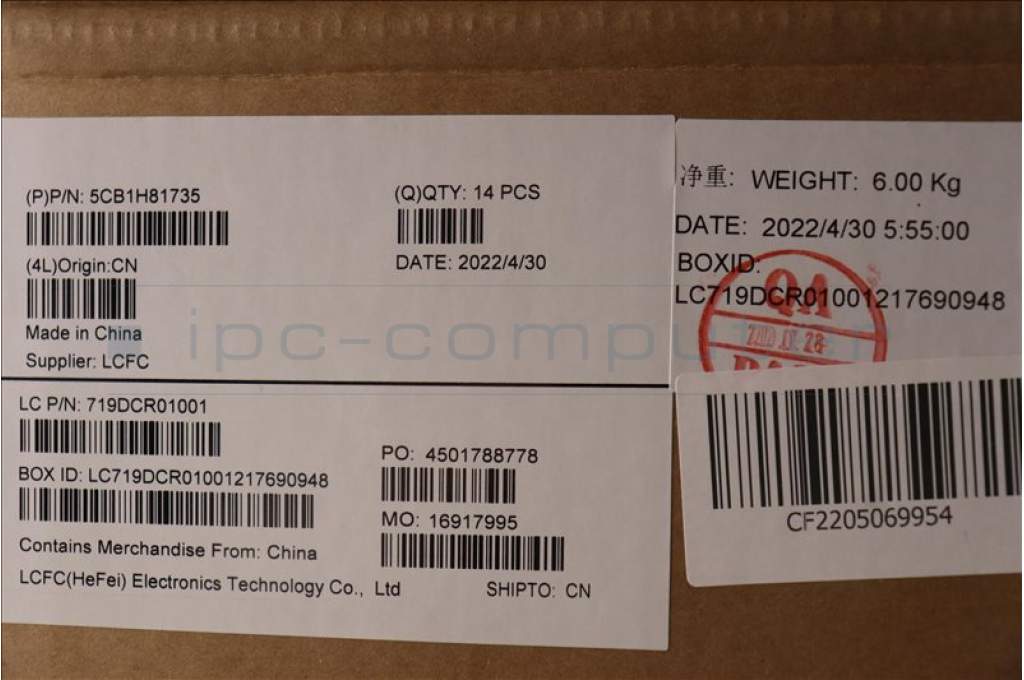 (P)P/N: 5CB1H81735
(Q)QTY: 14 PCS
(4L)Origin:CN
DATE: 2022/4/30
Made in China
Supplier: LCFC
LC P/N: 719DCR01001
PO: 4501788778
BOX ID: LC719DCR01001217690948
MO: 16917995
Contains Merchandise From: China
LCFC(HeFei) Electronics Technology Co., Ltd
SHIPTO: CN
净重: WEIGHT: 6.00 Kg
DATE: 2022/4/30 5:55:00
BOXID:
LC719DCR01001217690948
QA
CF2205069954
ipc-computer